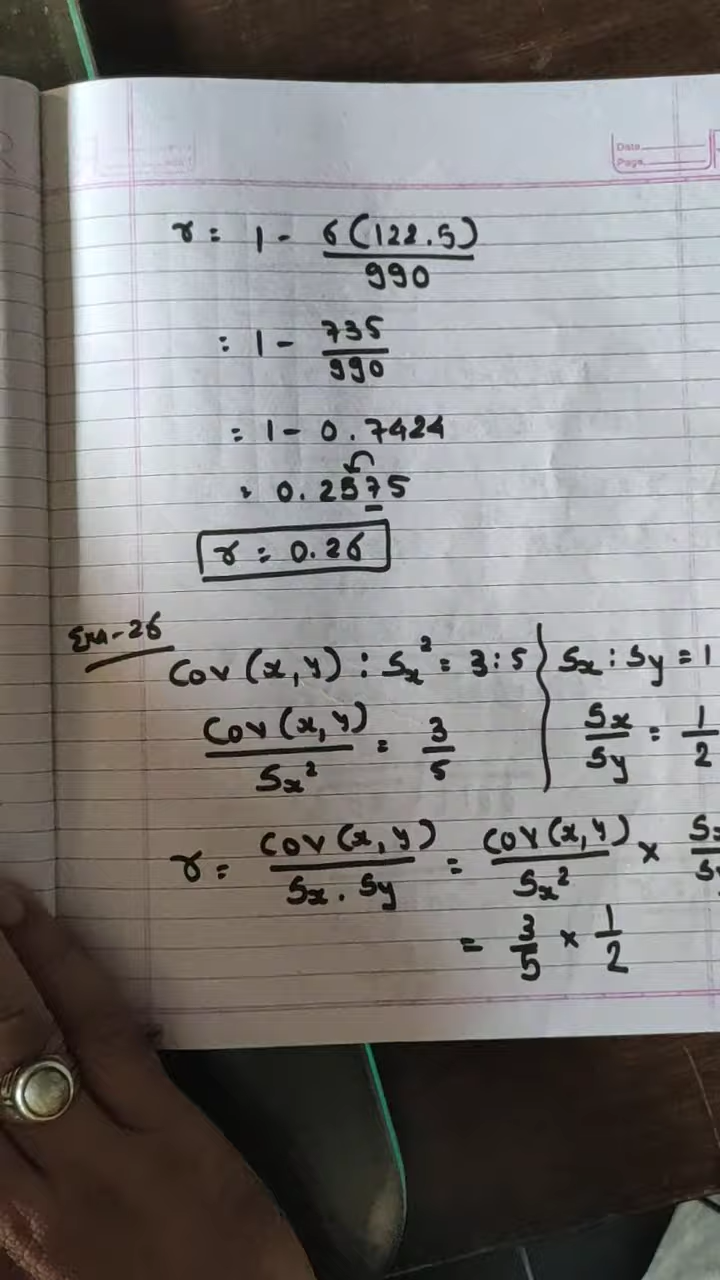 Date
Page
r = 1 - 6(122.5) / 990
= 1 - 735 / 990
= 1 - 0.7424
= 0.2575
r = 0.26
Cov (x, y) : Sx² = 3 : 5 | Sx : Sy = 1
Cov (x, y) / Sx² = 3 / 5 | Sx / Sy = 1 / 2
r = Cov (x, y) / Sx . Sy = Cov (x, y) / Sx² × Sx / Sy
= 3 / 5 × 1 / 2